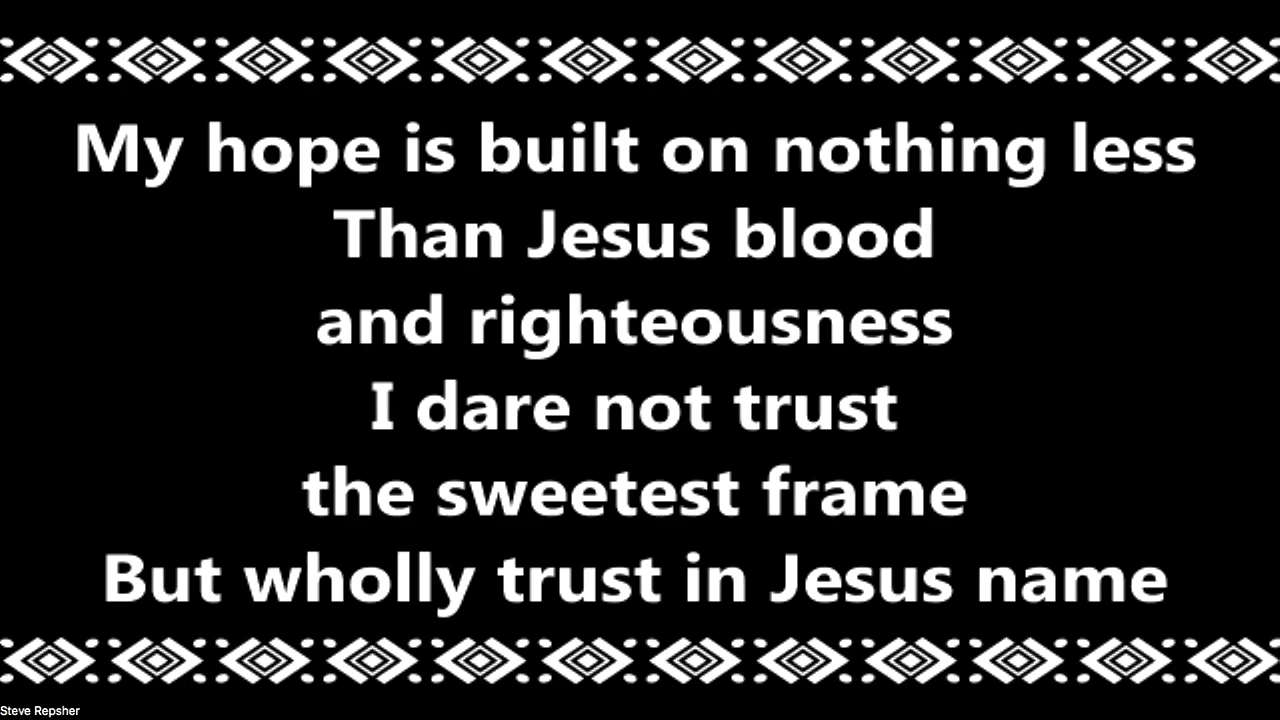 My hope is built on nothing less
Than Jesus blood
and righteousness
I dare not trust
the sweetest frame
But wholly trust in Jesus name
Steve Repsher